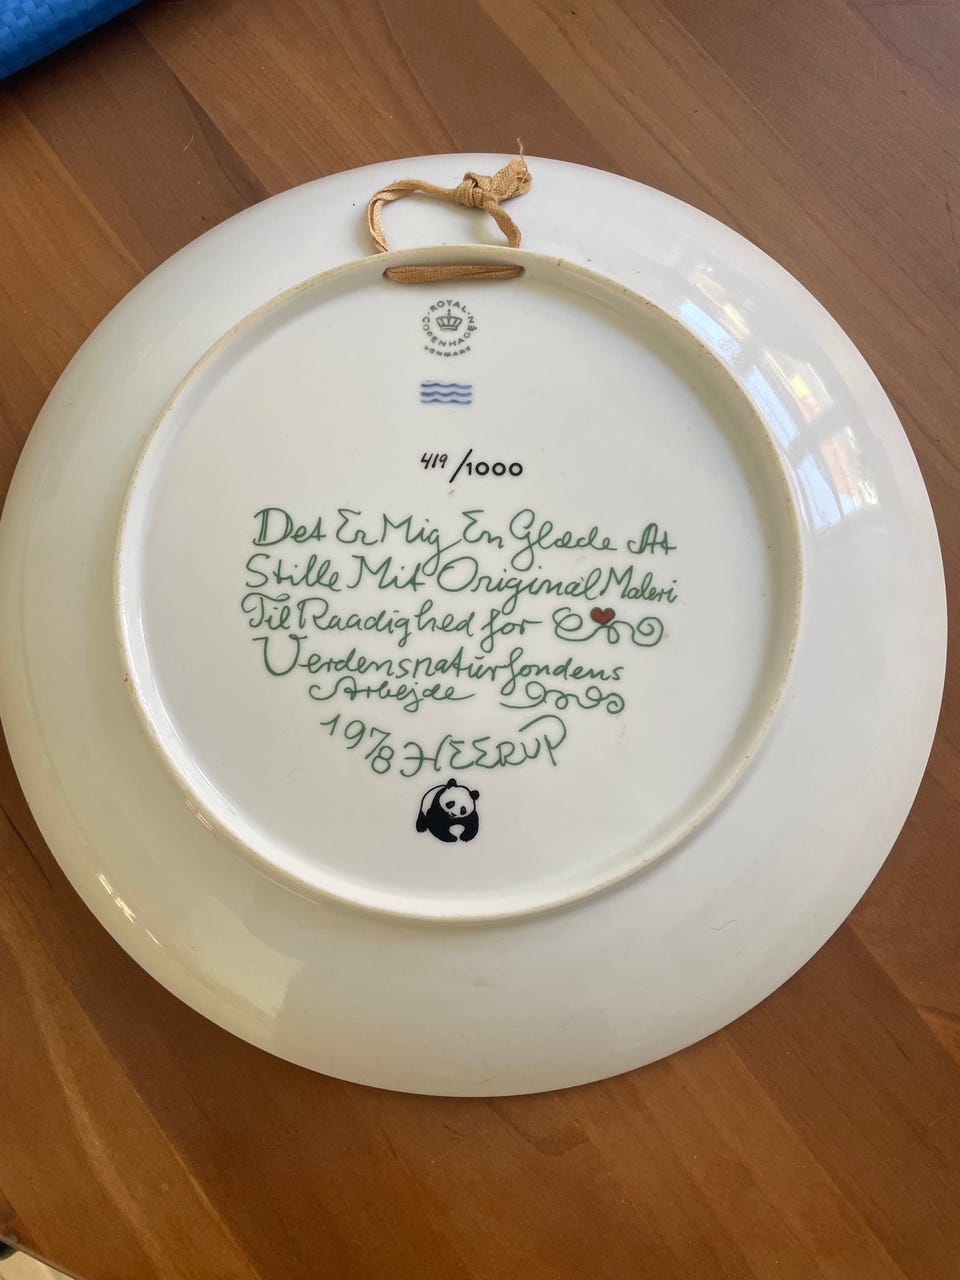 ROYAL COPENHAGEN
DENMARK
419/1000
Det Er Mig En Glæde At
Stille Mit Original Maleri
Til Raadighed for
Verdensnaturfondens
Arbejde
1978 HEERUP